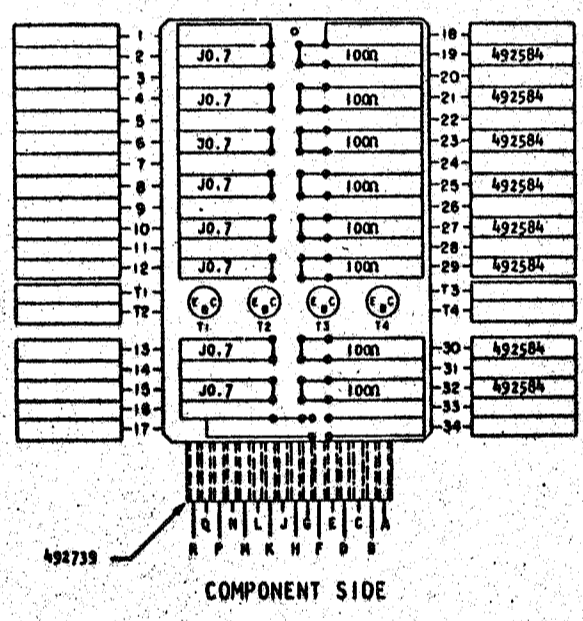 1 18
2 J0.7 100Ω 19 492584
3 20
4 J0.7 100Ω 21 492584
5 22
6 J0.7 100Ω 23 492584
7 24
8 J0.7 100Ω 25 492584
9 26
10 J0.7 100Ω 27 492584
11 28
12 J0.7 100Ω 29 492584
T1 E B C E B C E B C E B C T3
T2 T1 T2 T3 T4 T4
13 J0.7 100Ω 30 492584
14 31
15 J0.7 100Ω 32 492584
16 33
17 34
Q N L J G E C A
R P M K H F D B
492739
COMPONENT SIDE